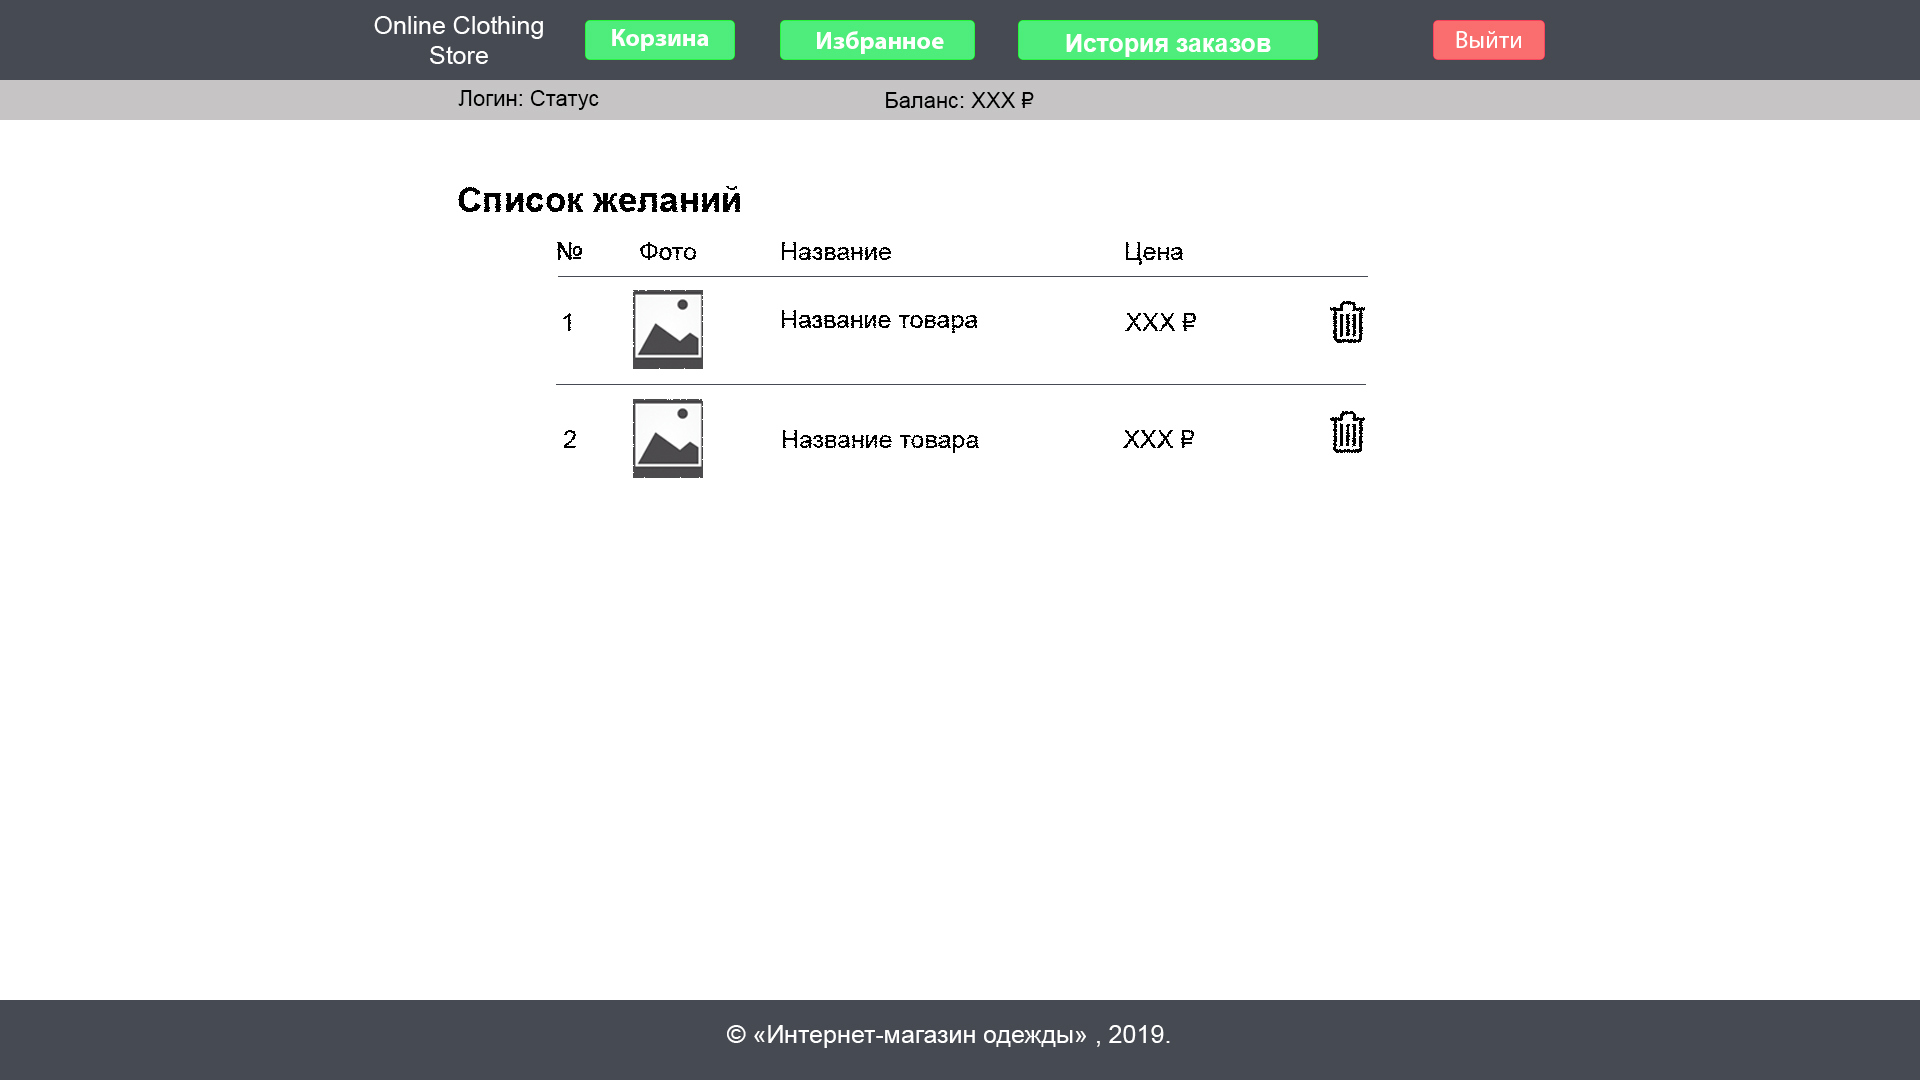 Online Clothing
Store
Корзина
Избранное
История заказов
Выйти
Логин: Статус
Баланс: XXX ₽
Список желаний
№ Фото Название Цена
1 Название товара XXX ₽
2 Название товара XXX ₽
© «Интернет-магазин одежды» , 2019.